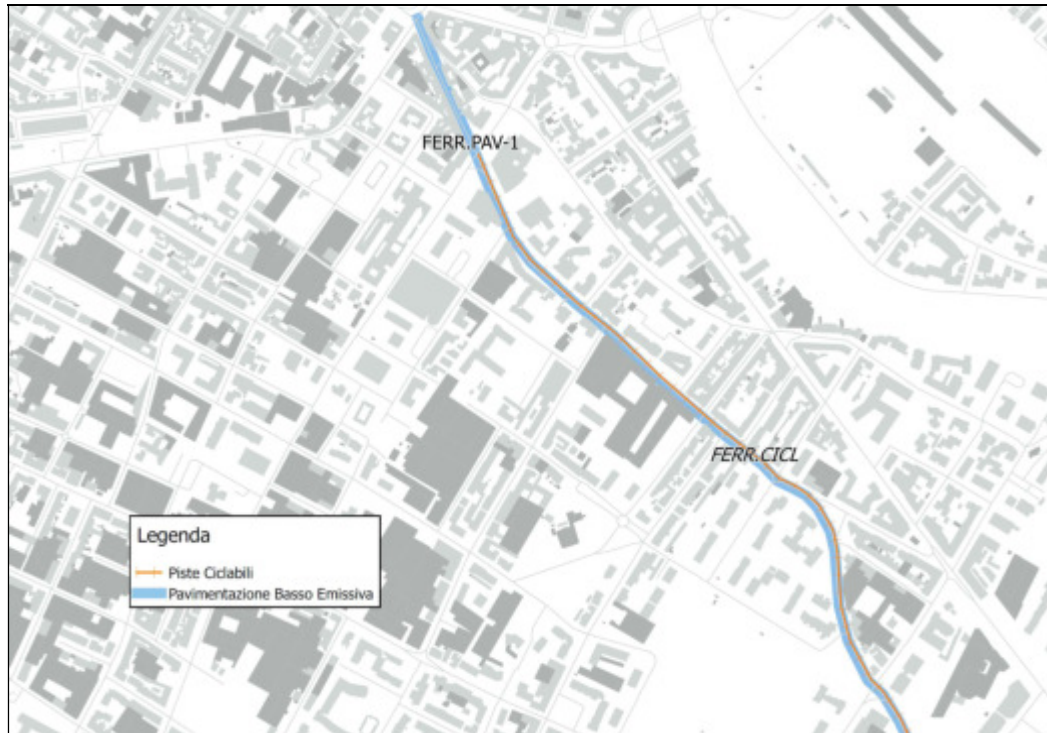 FERR.PAV-1
FERR.CICL
Legenda
Piste Ciclabili
Pavimentazione Basso Emissiva